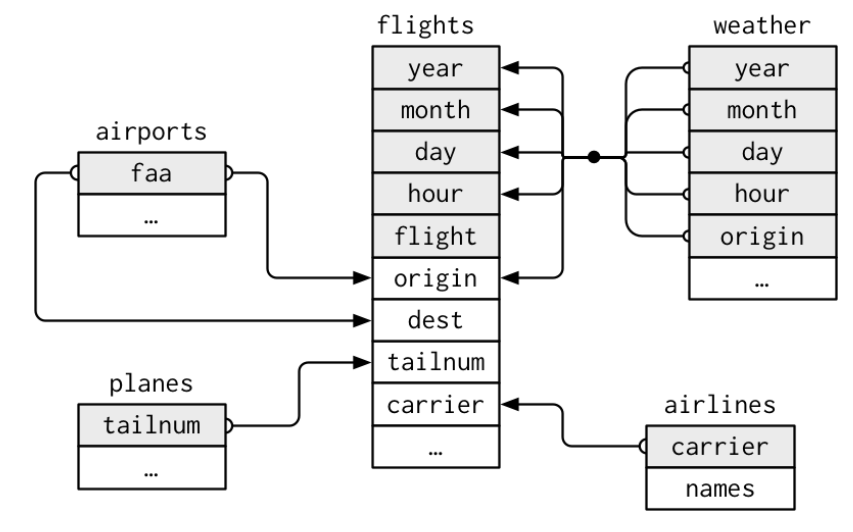 flights
year
month
day
hour
flight
origin
dest
tailnum
carrier
…
weather
year
month
day
hour
origin
…
airports
faa
…
planes
tailnum
…
airlines
carrier
names